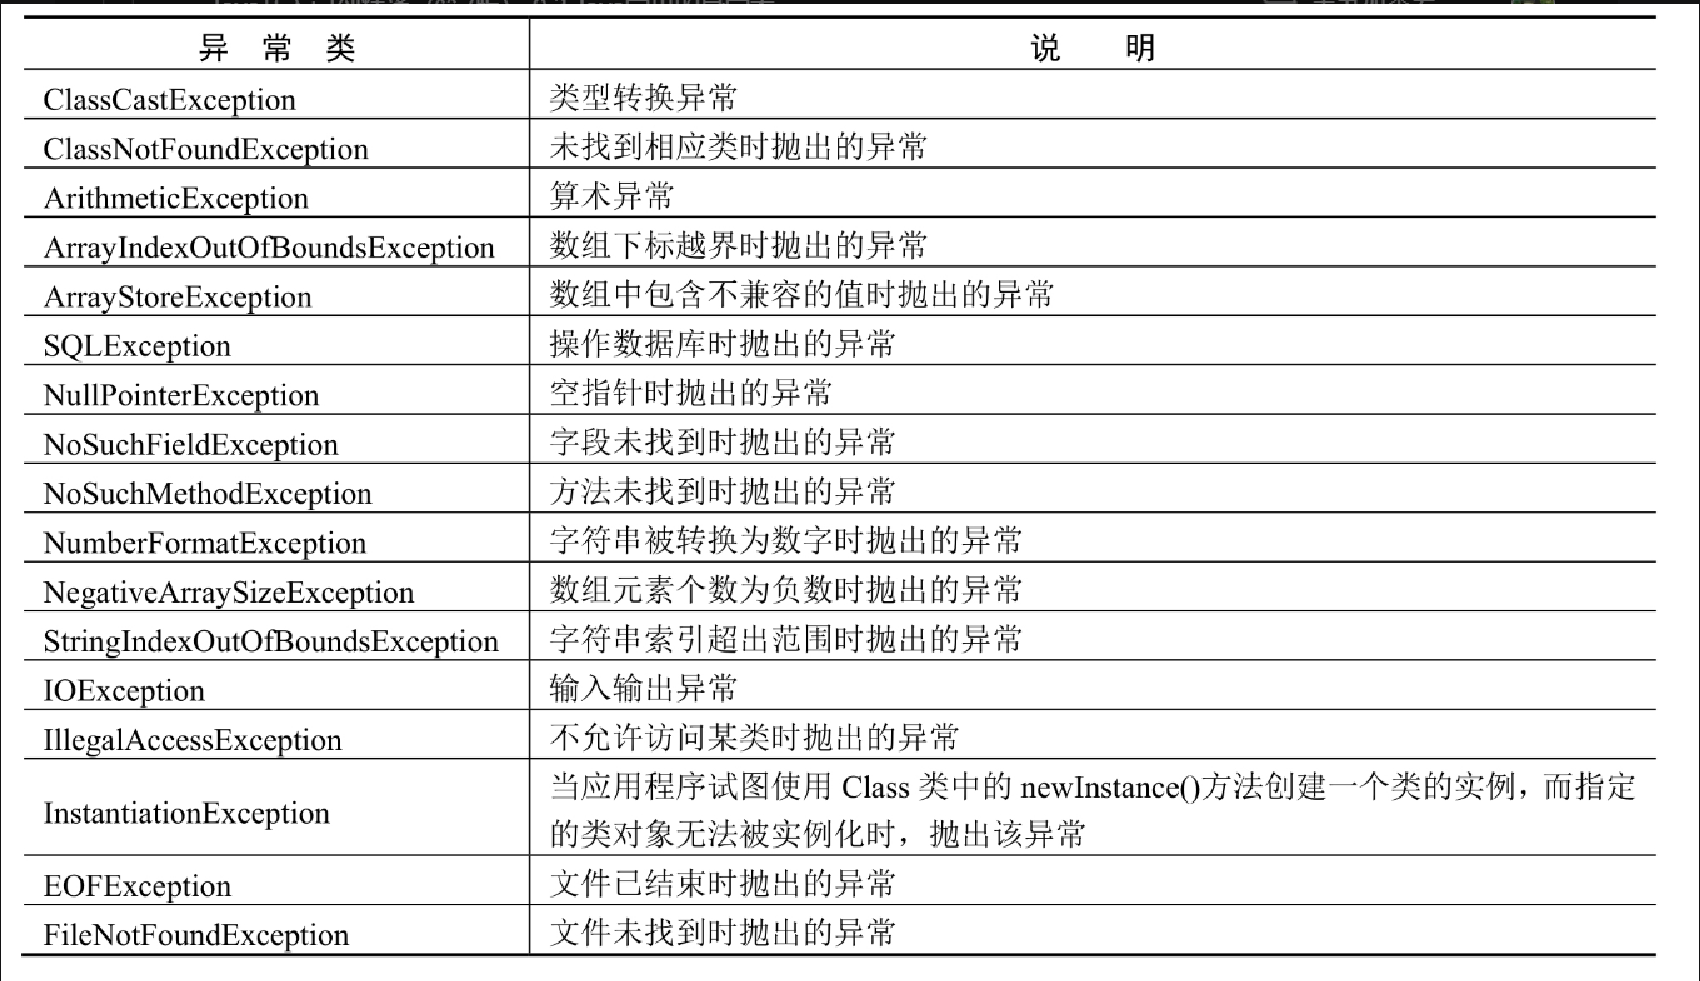 异 常 类 说 明
ClassCastException 类型转换异常
ClassNotFoundException 未找到相应类时抛出的异常
ArithmeticException 算术异常
ArrayIndexOutOfBoundsException 数组下标越界时抛出的异常
ArrayStoreException 数组中包含不兼容的值时抛出的异常
SQLException 操作数据库时抛出的异常
NullPointerException 空指针时抛出的异常
NoSuchFieldException 字段未找到时抛出的异常
NoSuchMethodException 方法未找到时抛出的异常
NumberFormatException 字符串被转换为数字时抛出的异常
NegativeArraySizeException 数组元素个数为负数时抛出的异常
StringIndexOutOfBoundsException 字符串索引超出范围时抛出的异常
IOException 输入输出异常
IllegalAccessException 不允许访问某类时抛出的异常
InstantiationException 当应用程序试图使用 Class 类中的 newInstance()方法创建一个类的实例，而指定
的类对象无法被实例化时，抛出该异常
EOFException 文件已结束时抛出的异常
FileNotFoundException 文件未找到时抛出的异常